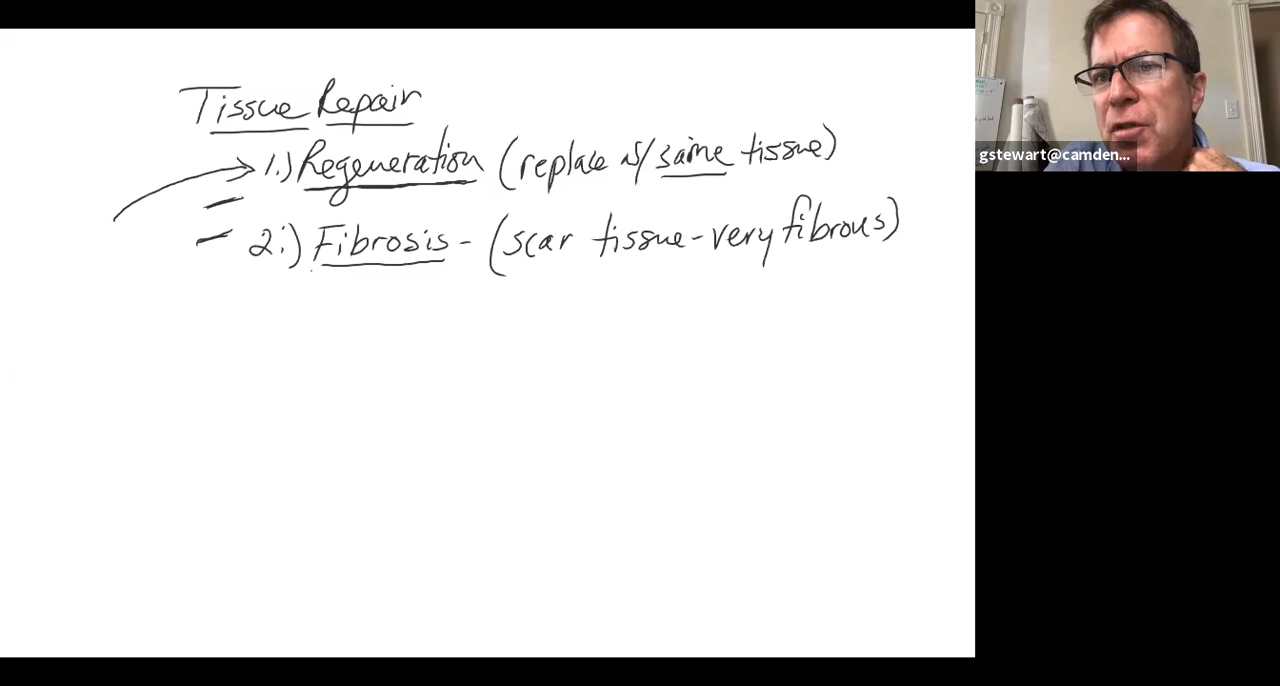 Tissue Repair
1.) Regeneration (replace w/ same tissue)
2.) Fibrosis - (scar tissue - very fibrous)
gstewart@camden...